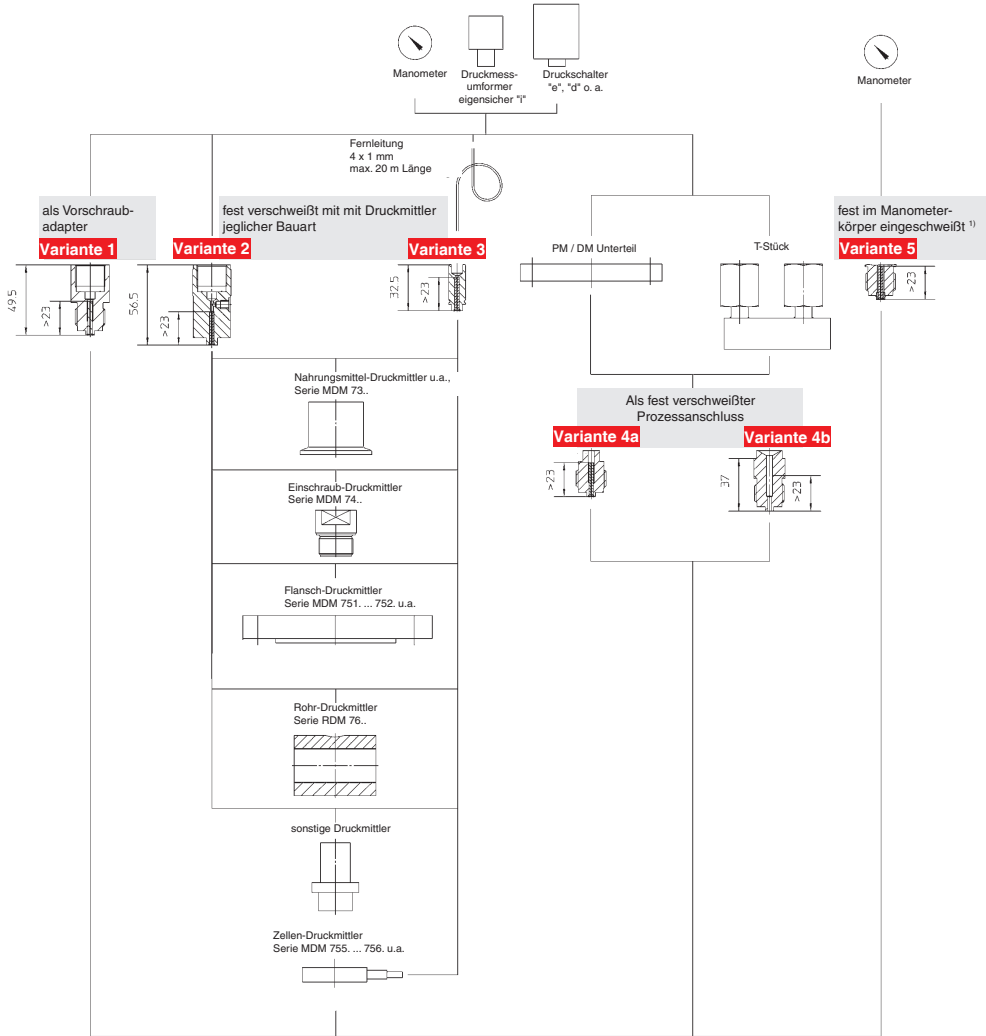 Manometer
Druckmess-
umformer
eigensicher "i"
Druckschalter
"e", "d" o. a.
Manometer
Fernleitung
4 x 1 mm
max. 20 m Länge
als Vorschraub-
adapter
Variante 1
fest verschweißt mit mit Druckmittler
jeglicher Bauart
Variante 2
Variante 3
PM / DM Unterteil
T-Stück
fest im Manometer-
körper eingeschweißt 1)
Variante 5
49.5
>23
56.5
>23
32.5
>23
>23
Nahrungsmittel-Druckmittler u.a.,
Serie MDM 73..
Als fest verschweißter
Prozessanschluss
Variante 4a
Variante 4b
>23
37
>23
Einschraub-Druckmittler
Serie MDM 74..
Flansch-Druckmittler
Serie MDM 751. ... 752. u.a.
Rohr-Druckmittler
Serie RDM 76..
sonstige Druckmittler
Zellen-Druckmittler
Serie MDM 755. ... 756. u.a.